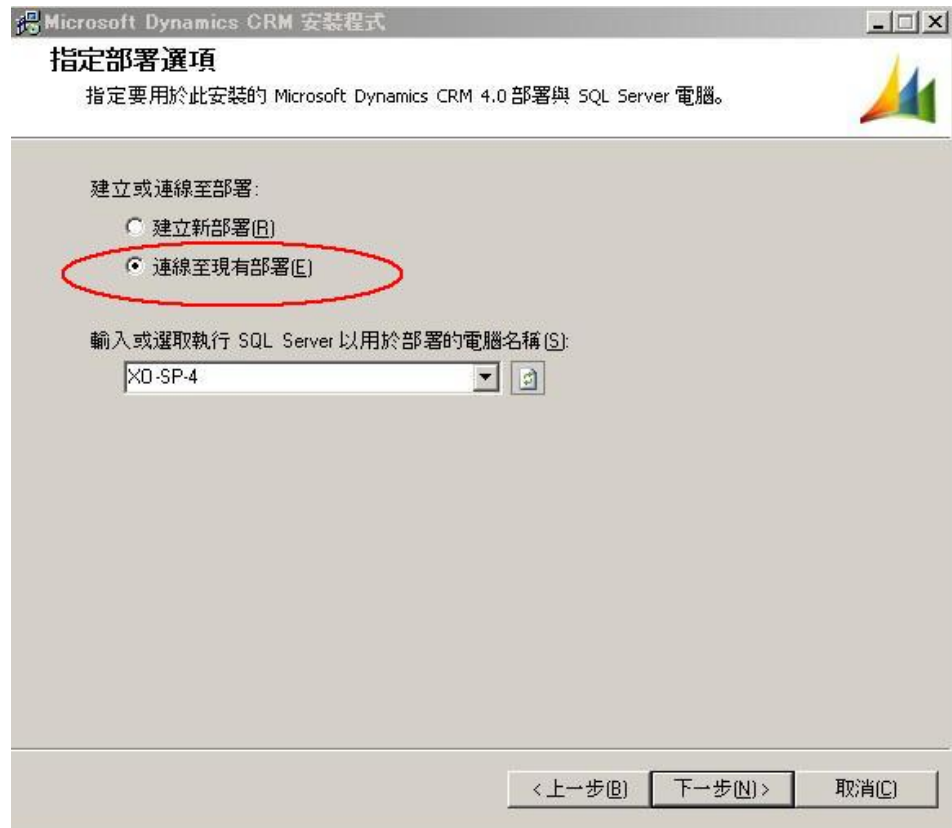 Microsoft Dynamics CRM 安裝程式
指定部署選項
指定要用於此安裝的 Microsoft Dynamics CRM 4.0 部署與 SQL Server 電腦。
建立或連線至部署:
建立新部署(R)
連線至現有部署(E)
輸入或選取執行 SQL Server 以用於部署的電腦名稱(S):
XO-SP-4
<上一步(B) 下一步(N)> 取消(C)